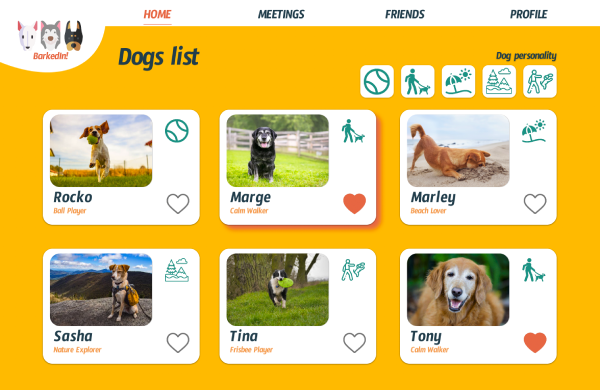 HOME MEETINGS FRIENDS PROFILE
BarkedIn!
Dogs list
Dog personality
Rocko
Ball Player
Marge
Calm Walker
Marley
Beach Lover
Sasha
Nature Explorer
Tina
Frisbee Player
Tony
Calm Walker